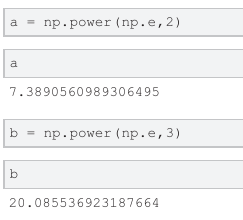 a = np.power(np.e,2)
a
7.3890560989306495
b = np.power(np.e,3)
b
20.085536923187664